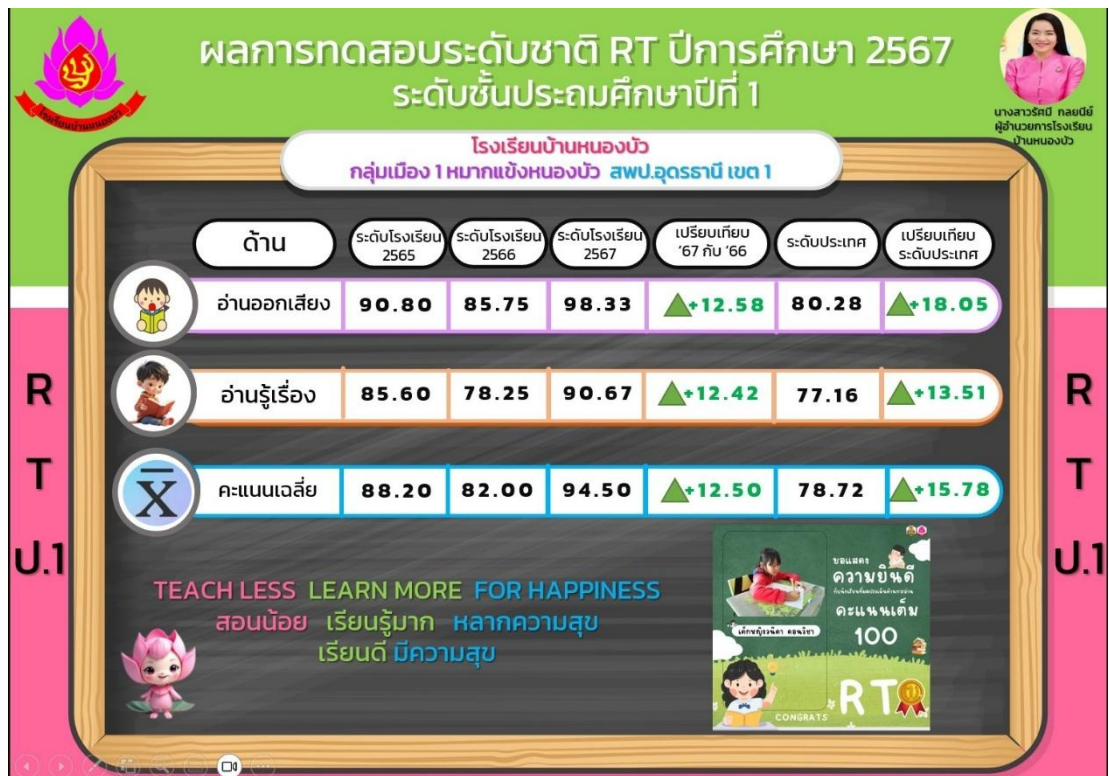 ผลการทดสอบระดับชาติ RT ปีการศึกษา 2567
ระดับชั้นประถมศึกษาปีที่ 1
โรงเรียนบ้านหนองบัว
นางสาวรัศมี กลยนีย์
ผู้อำนวยการโรงเรียน
บ้านหนองบัว
โรงเรียนบ้านหนองบัว
กลุ่มเมือง 1 หมากแข้งหนองบัว สพป.อุดรธานี เขต 1
ด้าน ระดับโรงเรียน 2565 ระดับโรงเรียน 2566 ระดับโรงเรียน 2567 เปรียบเทียบ '67 กับ '66 ระดับประเทศ เปรียบเทียบ ระดับประเทศ
อ่านออกเสียง 90.80 85.75 98.33 +12.58 80.28 +18.05
อ่านรู้เรื่อง 85.60 78.25 90.67 +12.42 77.16 +13.51
X̄ คะแนนเฉลี่ย 88.20 82.00 94.50 +12.50 78.72 +15.78
R
T
ป.1
R
T
ป.1
TEACH LESS LEARN MORE FOR HAPPINESS
สอนน้อย เรียนรู้มาก หลากความสุข
เรียนดี มีความสุข
ขอแสดง
ความยินดี
คะแนนเต็ม
100
RT
CONGRATS